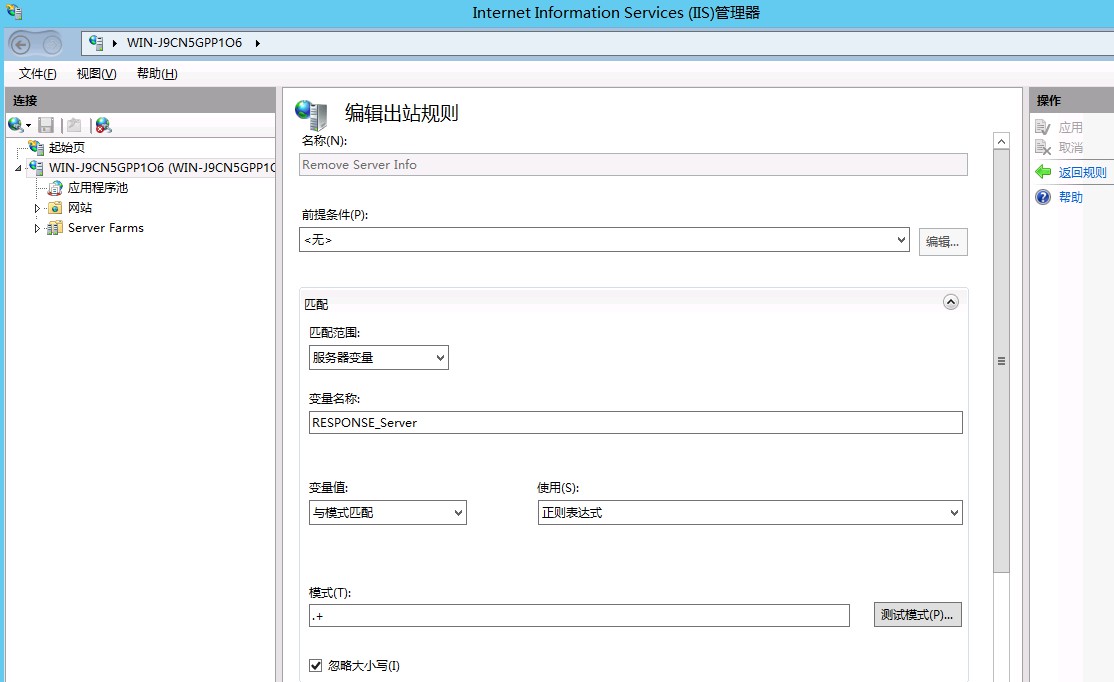 Internet Information Services (IIS)管理器
WIN-J9CN5GPP1O6
文件(F) 视图(V) 帮助(H)
连接
起始页
WIN-J9CN5GPP1O6 (WIN-J9CN5GPP1O
应用程序池
网站
Server Farms
编辑出站规则
名称(N):
Remove Server Info
前提条件(P):
<无>
编辑...
匹配
匹配范围:
服务器变量
变量名称:
RESPONSE_Server
变量值: 使用(S):
与模式匹配 正则表达式
模式(T):
.+
测试模式(P)...
忽略大小写(I)
操作
应用
取消
返回规则
帮助